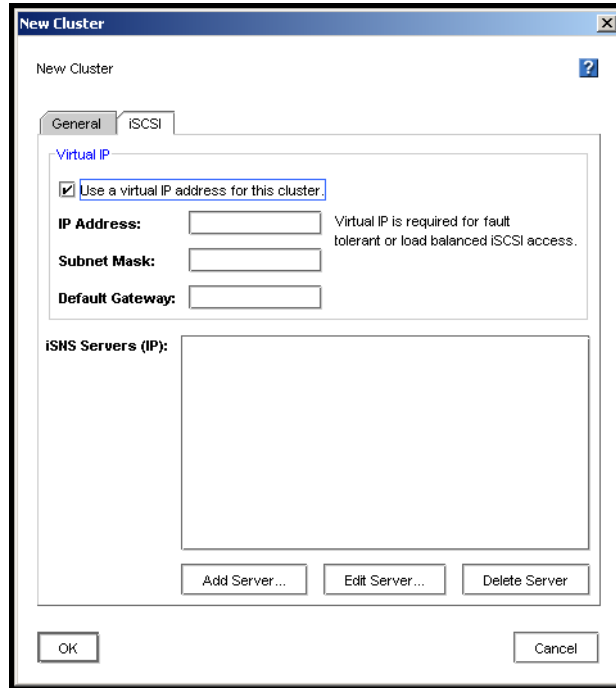 New Cluster
New Cluster
?
General
iSCSI
Virtual IP
Use a virtual IP address for this cluster.
IP Address:
Virtual IP is required for fault
tolerant or load balanced iSCSI access.
Subnet Mask:
Default Gateway:
iSNS Servers (IP):
Add Server...
Edit Server...
Delete Server
OK
Cancel